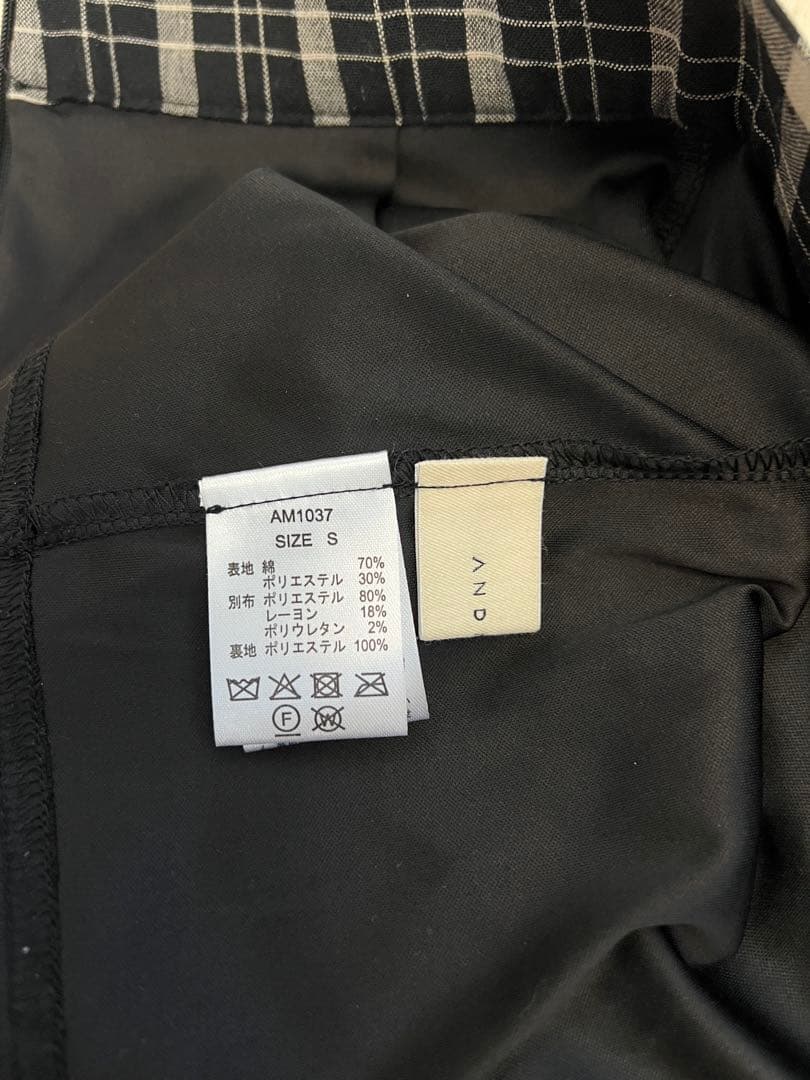 AM1037
SIZE S
表地 綿 70%
ポリエステル 30%
別布 ポリエステル 80%
レーヨン 18%
ポリウレタン 2%
裏地 ポリエステル 100%
F
W
AND